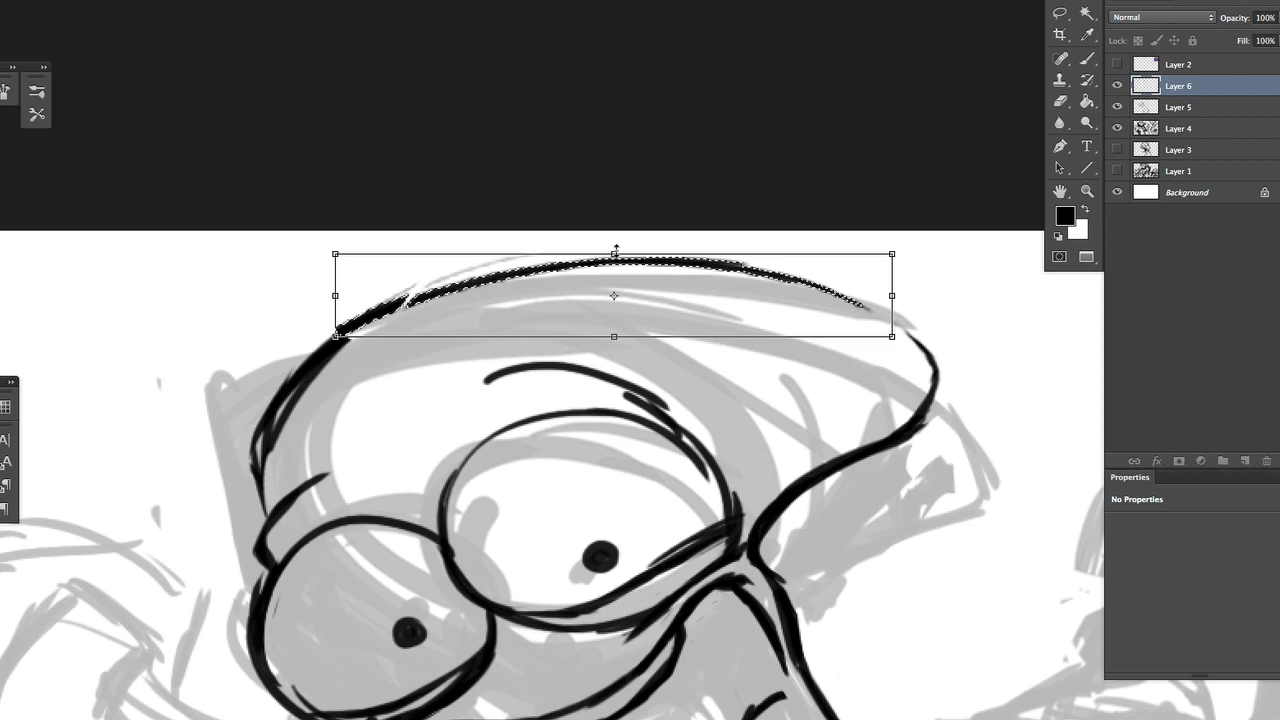 Normal Opacity: 100%
Lock: Fill: 100%
Layer 2
Layer 6
Layer 5
Layer 4
Layer 3
Layer 1
Background
fx
Properties
No Properties
T
A
A